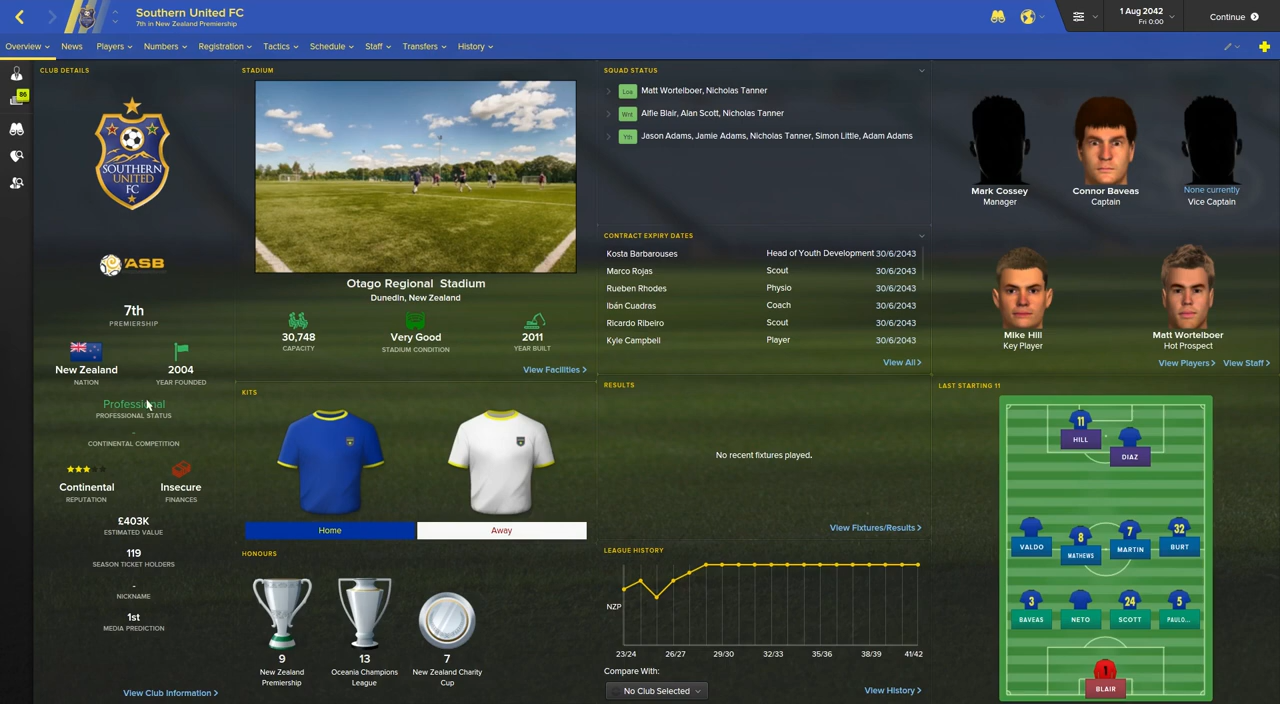 Southern United FC
7th in New Zealand Premiership
1 Aug 2042
Fri 0:00
Continue
Overview
News
Players
Numbers
Registration
Tactics
Schedule
Staff
Transfers
History
86
CLUB DETAILS
SOUTHERN
UNITED
FC
ASB
7th
PREMIERSHIP
New Zealand
NATION
2004
YEAR FOUNDED
Professional
PROFESSIONAL STATUS
-
CONTINENTAL COMPETITION
Continental
REPUTATION
Insecure
FINANCES
£403K
ESTIMATED VALUE
119
SEASON TICKET HOLDERS
-
NICKNAME
1st
MEDIA PREDICTION
View Club Information >
STADIUM
Otago Regional Stadium
Dunedin, New Zealand
30,748
CAPACITY
Very Good
STADIUM CONDITION
2011
YEAR BUILT
View Facilities >
KITS
Home
Away
HONOURS
9
New Zealand
Premiership
13
Oceania Champions
League
7
New Zealand Charity
Cup
SQUAD STATUS
Loa Matt Wortelboer, Nicholas Tanner
Wnt Alfie Blair, Alan Scott, Nicholas Tanner
Yth Jason Adams, Jamie Adams, Nicholas Tanner, Simon Little, Adam Adams
CONTRACT EXPIRY DATES
Kosta Barbarouses Head of Youth Development 30/6/2043
Marco Rojas Scout 30/6/2043
Rueben Rhodes Physio 30/6/2043
Ibán Cuadras Coach 30/6/2043
Ricardo Ribeiro Scout 30/6/2043
Kyle Campbell Player 30/6/2043
View All >
RESULTS
No recent fixtures played.
View Fixtures/Results >
LEAGUE HISTORY
NZP
23/24 26/27 29/30 32/33 35/36 38/39 41/42
Compare With:
No Club Selected
View History >
Mark Cossey
Manager
Connor Baveas
Captain
None currently
Vice Captain
Mike Hill
Key Player
Matt Wortelboer
Hot Prospect
View Players >
View Staff >
LAST STARTING 11
11
HILL
DIAZ
VALDO
8
MATHEWS
7
MARTIN
32
BURT
3
BAVEAS
NETO
24
SCOTT
5
PAULO...
1
BLAIR